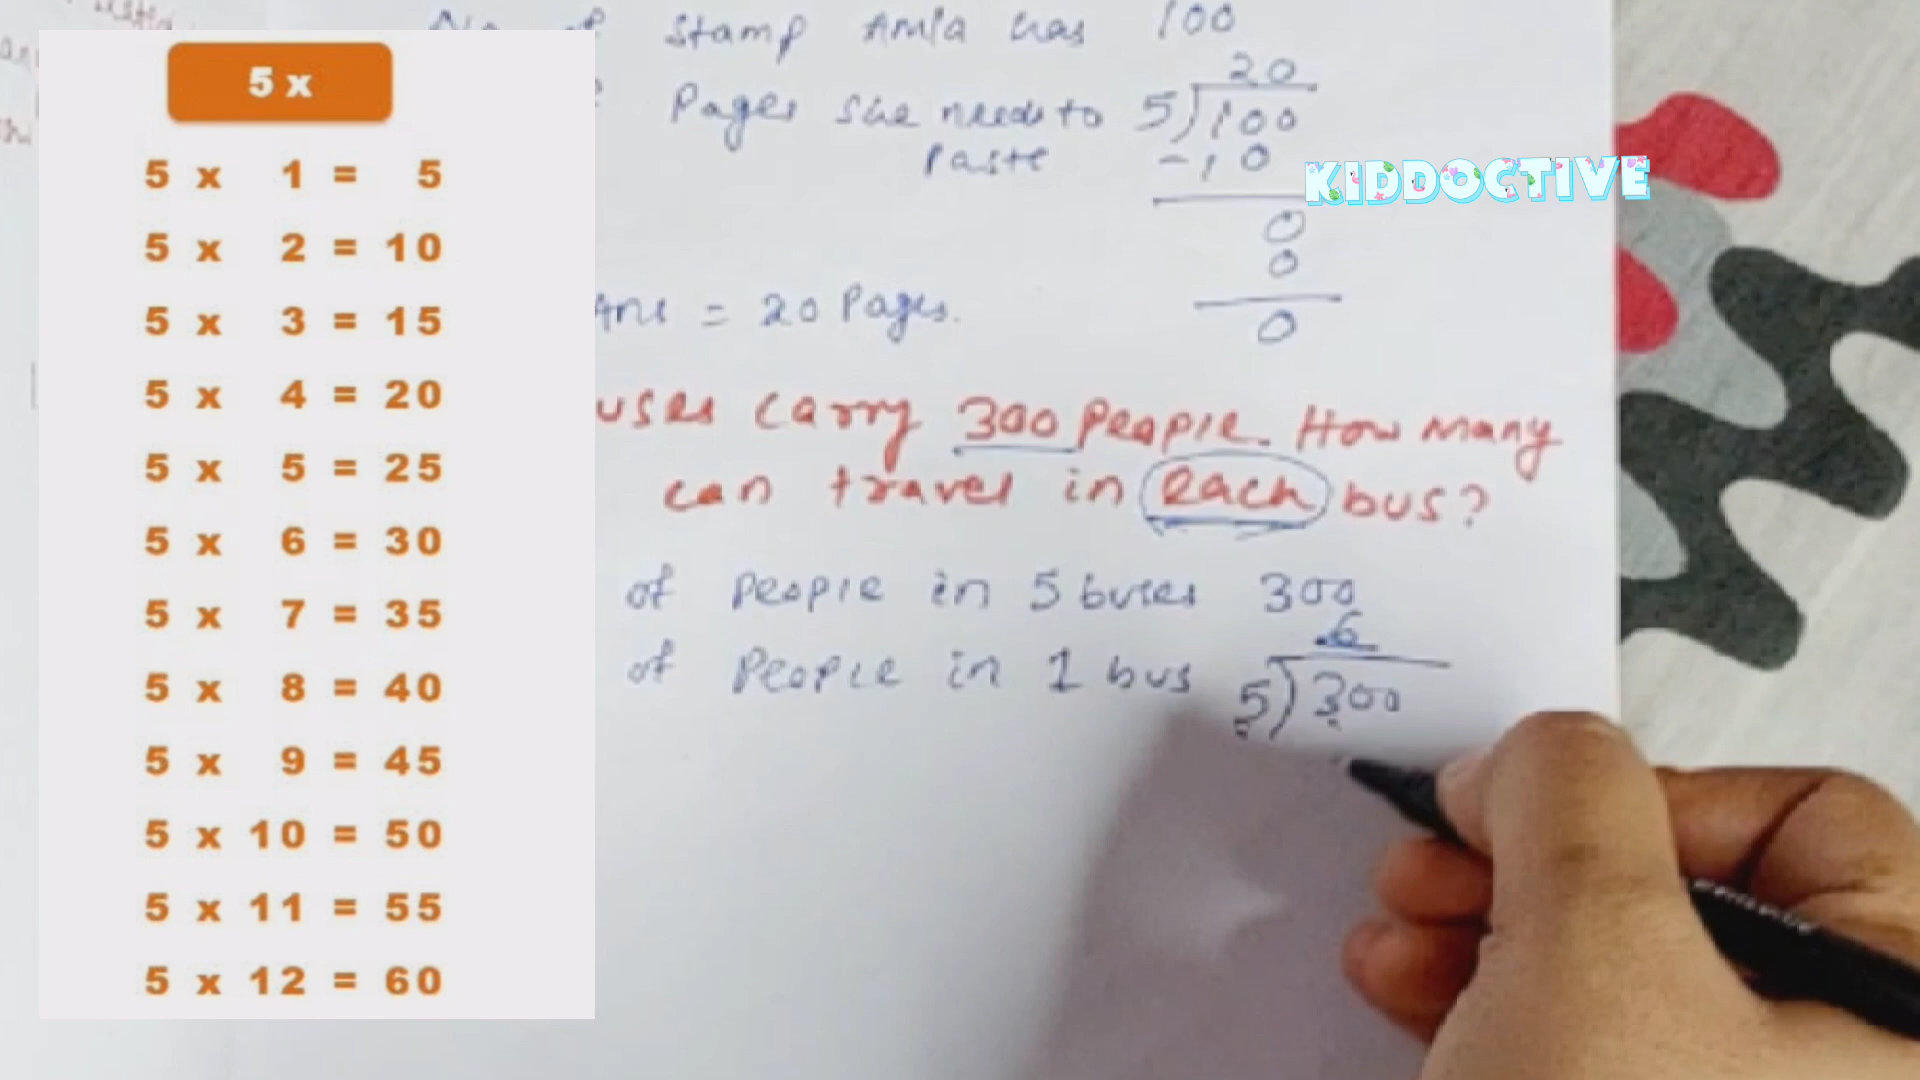 5 x
5 x 1 = 5
5 x 2 = 10
5 x 3 = 15
5 x 4 = 20
5 x 5 = 25
5 x 6 = 30
5 x 7 = 35
5 x 8 = 40
5 x 9 = 45
5 x 10 = 50
5 x 11 = 55
5 x 12 = 60
of stamp Amla has 100
Pages she needs to
paste
20
5)100
-10
0
0
0
Ans = 20 Pages.
KIDDOCTIVE
uses carry 300 people. How many
can travel in each bus?
of people in 5 buses 300
of people in 1 bus
6
5)300